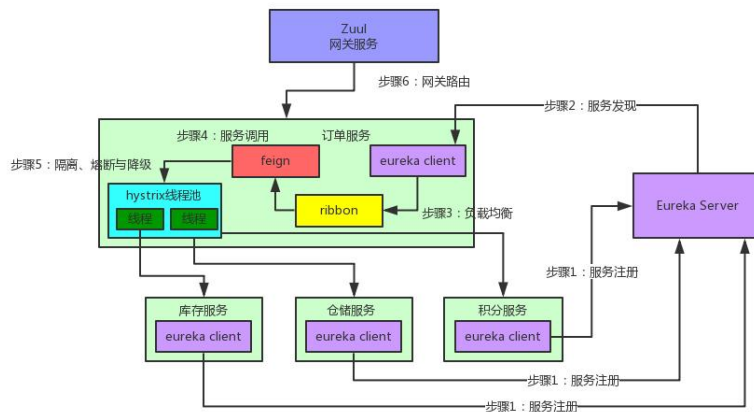 Zuul
网关服务
步骤6：网关路由
步骤2：服务发现
步骤4：服务调用
订单服务
步骤5：隔离、熔断与降级
feign
eureka client
hystrix线程池
线程
线程
ribbon
步骤3：负载均衡
Eureka Server
步骤1：服务注册
库存服务
仓储服务
积分服务
eureka client
eureka client
eureka client
步骤1：服务注册
步骤1：服务注册